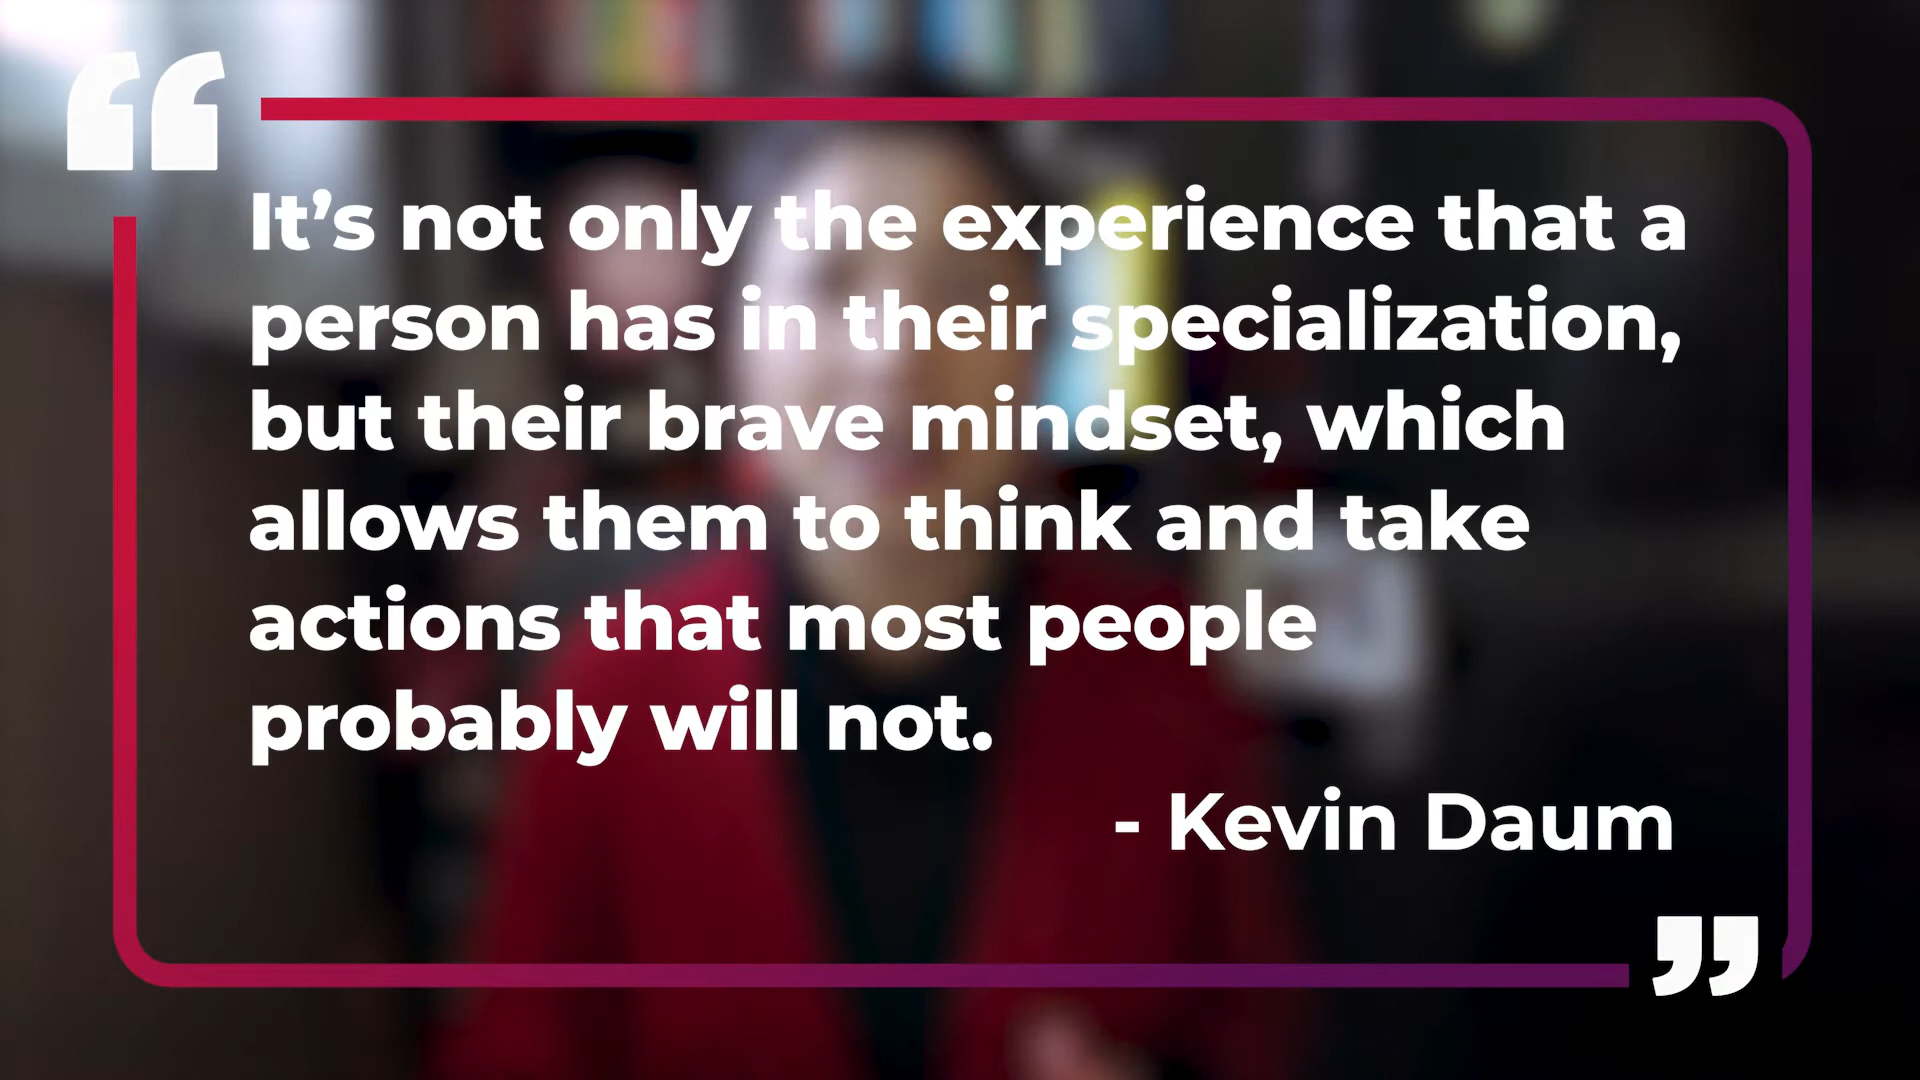 “
It’s not only the experience that a
person has in their specialization,
but their brave mindset, which
allows them to think and take
actions that most people
probably will not.
- Kevin Daum
”